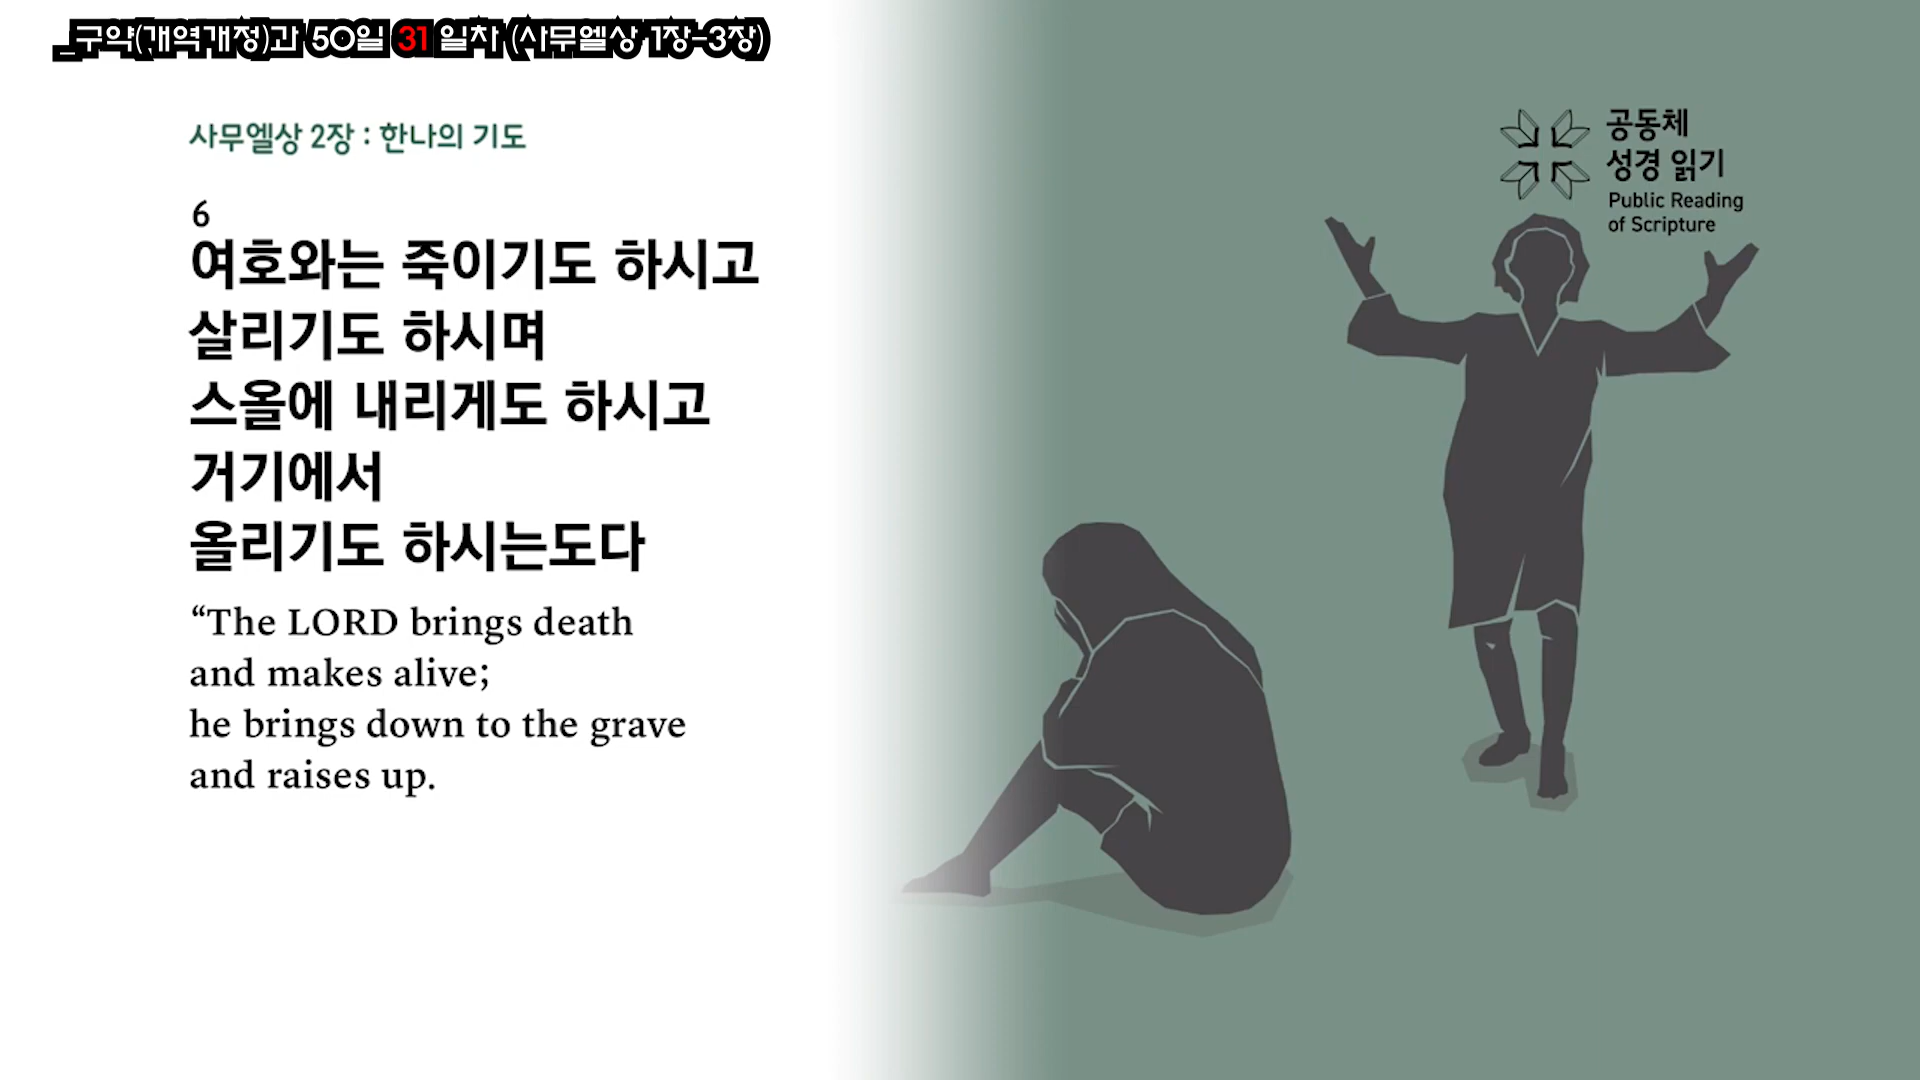 _구약(개역개정)과 50일 31 일차 (사무엘상 1장-3장)
사무엘상 2장 : 한나의 기도
6
여호와는 죽이기도 하시고
살리기도 하시며
스올에 내리게도 하시고
거기에서
올리기도 하시는도다
“The LORD brings death
and makes alive;
he brings down to the grave
and raises up.
공동체
성경 읽기
Public Reading
of Scripture